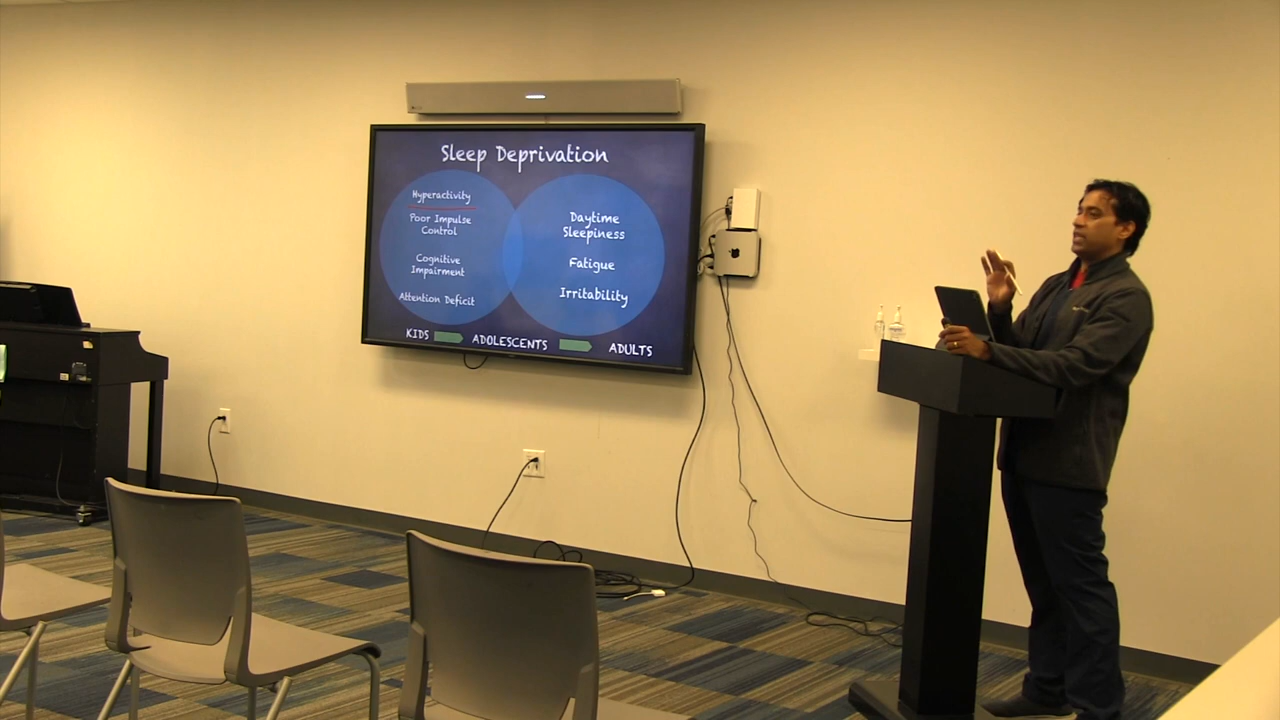 Sleep Deprivation
Hyperactivity
Poor Impulse
Control
Cognitive
Impairment
Attention Deficit
Daytime
Sleepiness
Fatigue
Irritability
KIDS
ADOLESCENTS
ADULTS